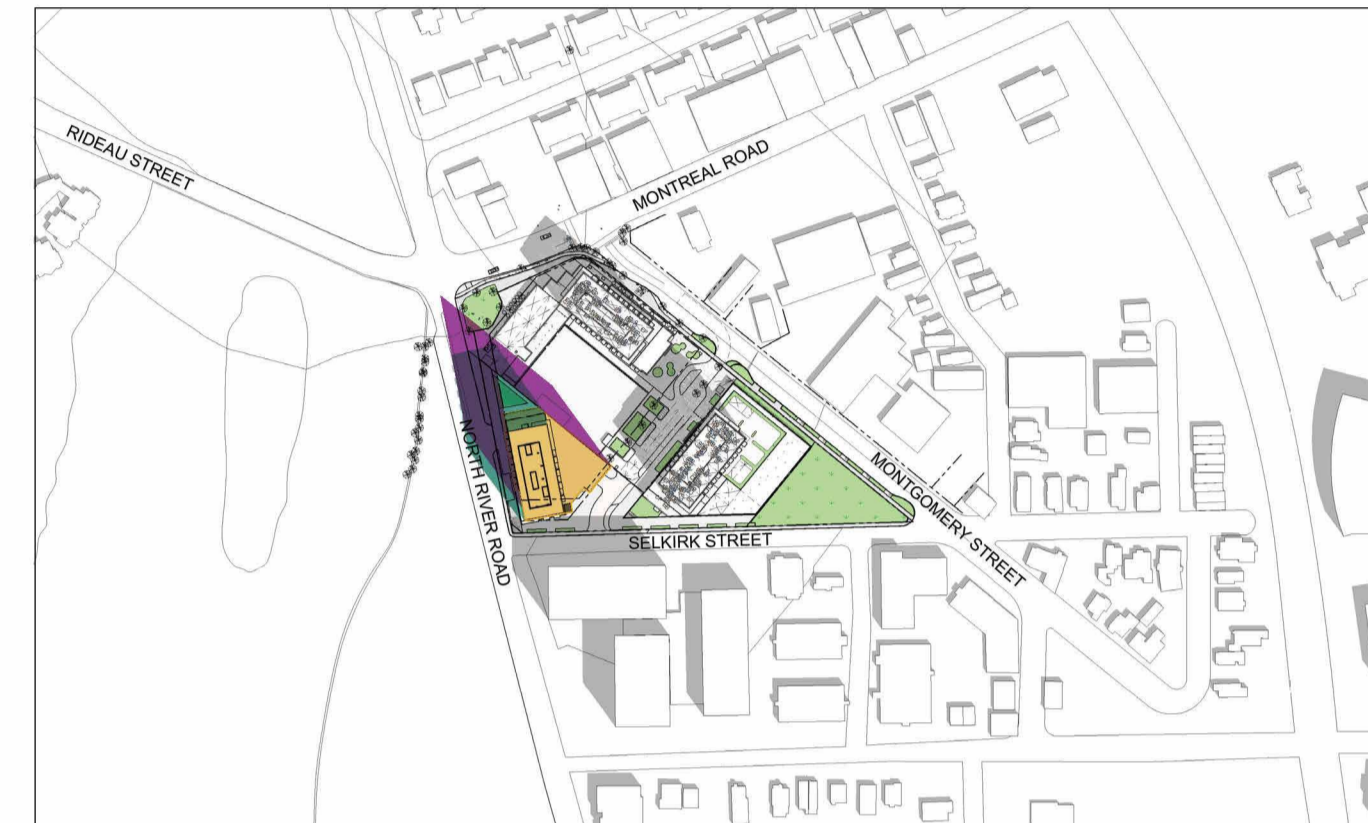 RIDEAU STREET
MONTREAL ROAD
NORTH RIVER ROAD
MONTGOMERY STREET
SELKIRK STREET